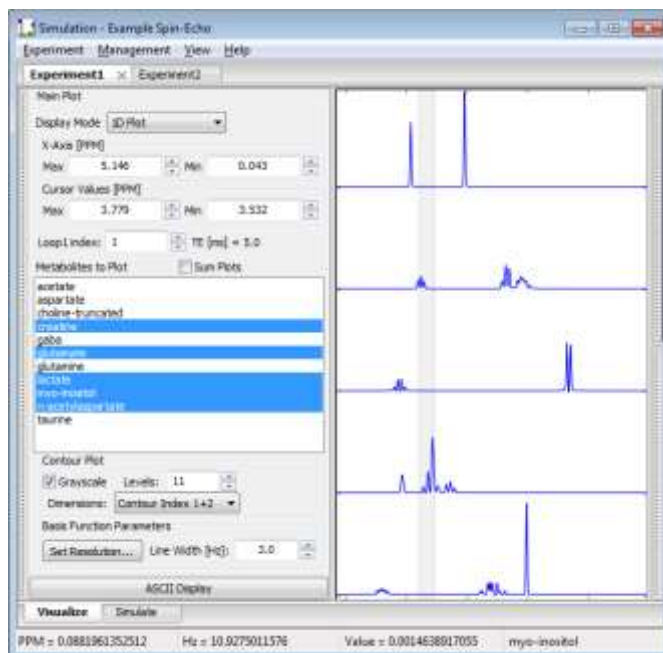 Simulation - Example Spin-Echo
Experiment Management View Help
Experiment1 Experiment2
Main Plot
Display Mode 1D Plot
X-Axis [PPM]
Max 5.146 Min 0.043
Cursor Values [PPM]
Max 3.779 Min 3.532
Loop1 index: 1 TE [ms] = 5.0
Metabolites to Plot Sum Plots
acetate
aspartate
choline-truncated
creatine
gaba
glutamate
glutamine
lactate
myo-inositol
n-acetylaspartate
taurine
Contour Plot
Grayscale Levels: 11
Dimensions: Contour Index 1+2
Basis Function Parameters
Set Resolution... Line Width [Hz]: 3.0
ASCII Display
Visualize Simulate
PPM = 0.0881961352512 Hz = 10.9275011576 Value = 0.0014638917055 myo-inositol